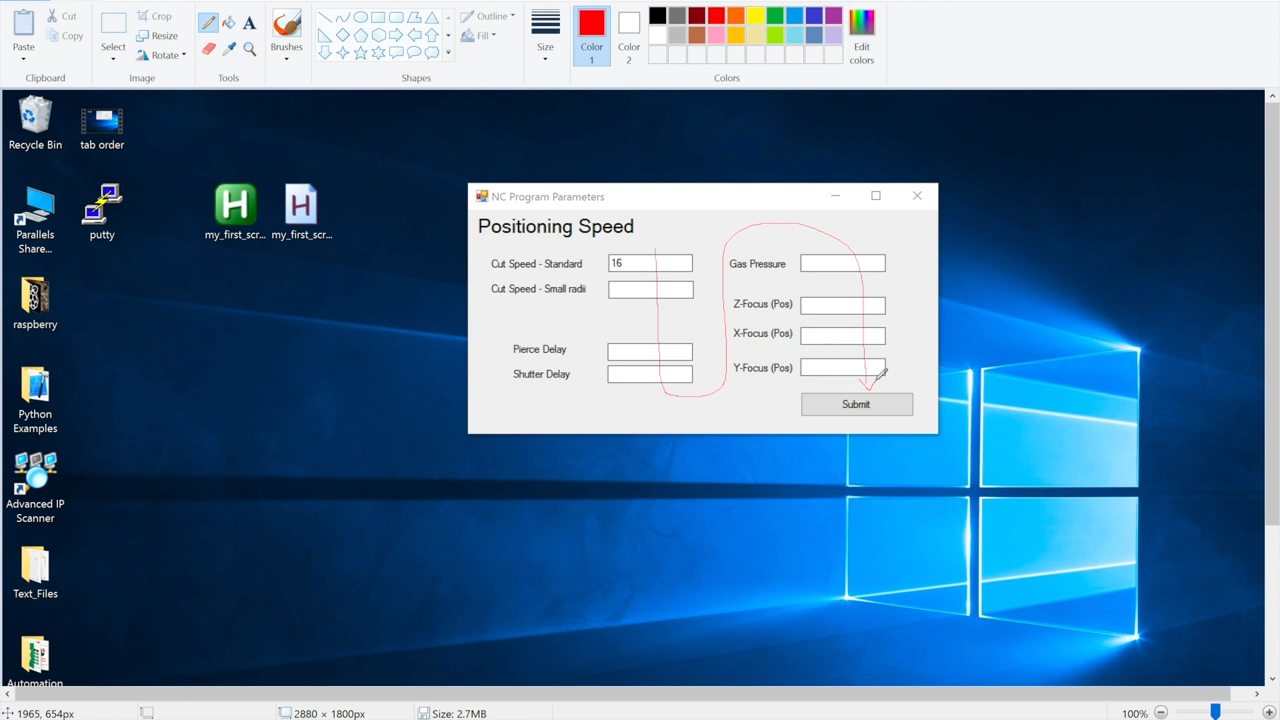 Paste
Cut
Copy
Clipboard
Select
Crop
Resize
Rotate
Image
A
Tools
Brushes
Shapes
Outline
Fill
Size
Color 1
Color 2
Edit colors
Colors
Recycle Bin
tab order
Parallels Share...
putty
H
my_first_scr...
H
my_first_scr...
raspberry
Python Examples
Advanced IP Scanner
Text_Files
Automation
NC Program Parameters
Positioning Speed
Cut Speed - Standard
16
Cut Speed - Small radii
Pierce Delay
Shutter Delay
Gas Pressure
Z-Focus (Pos)
X-Focus (Pos)
Y-Focus (Pos)
Submit
1965, 654px
2880 × 1800px
Size: 2.7MB
100%